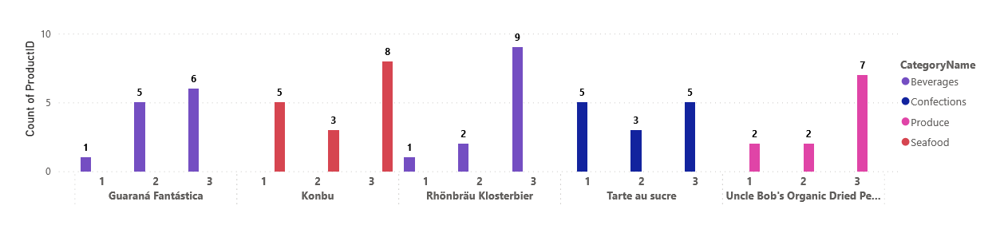 Count of ProductID
10
5
0
1
5
6
5
3
8
1
2
9
5
3
5
2
2
7
1 2 3 1 2 3 1 2 3 1 2 3 1 2 3
Guaraná Fantástica Konbu Rhönbräu Klosterbier Tarte au sucre Uncle Bob's Organic Dried Pe...
CategoryName
Beverages
Confections
Produce
Seafood